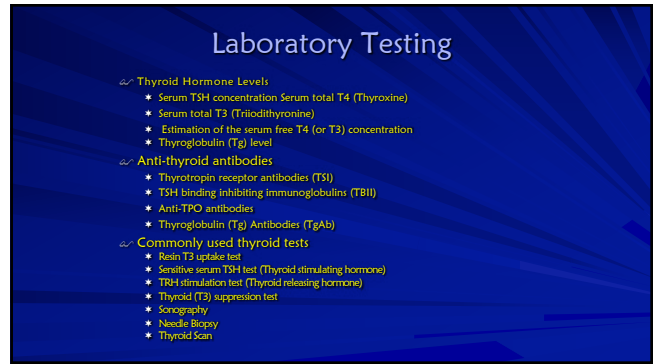 Laboratory Testing
Thyroid Hormone Levels
Serum TSH concentration Serum total T4 (Thyroxine)
Serum total T3 (Triiodithyronine)
Estimation of the serum free T4 (or T3) concentration
Thyroglobulin (Tg) level
Anti-thyroid antibodies
Thyrotropin receptor antibodies (TSI)
TSH binding inhibiting immunoglobulins (TBII)
Anti-TPO antibodies
Thyroglobulin (Tg) Antibodies (TgAb)
Commonly used thyroid tests
Resin T3 uptake test
Sensitive serum TSH test (Thyroid stimulating hormone)
TRH stimulation test (Thyroid releasing hormone)
Thyroid (T3) suppression test
Sonography
Needle Biopsy
Thyroid Scan